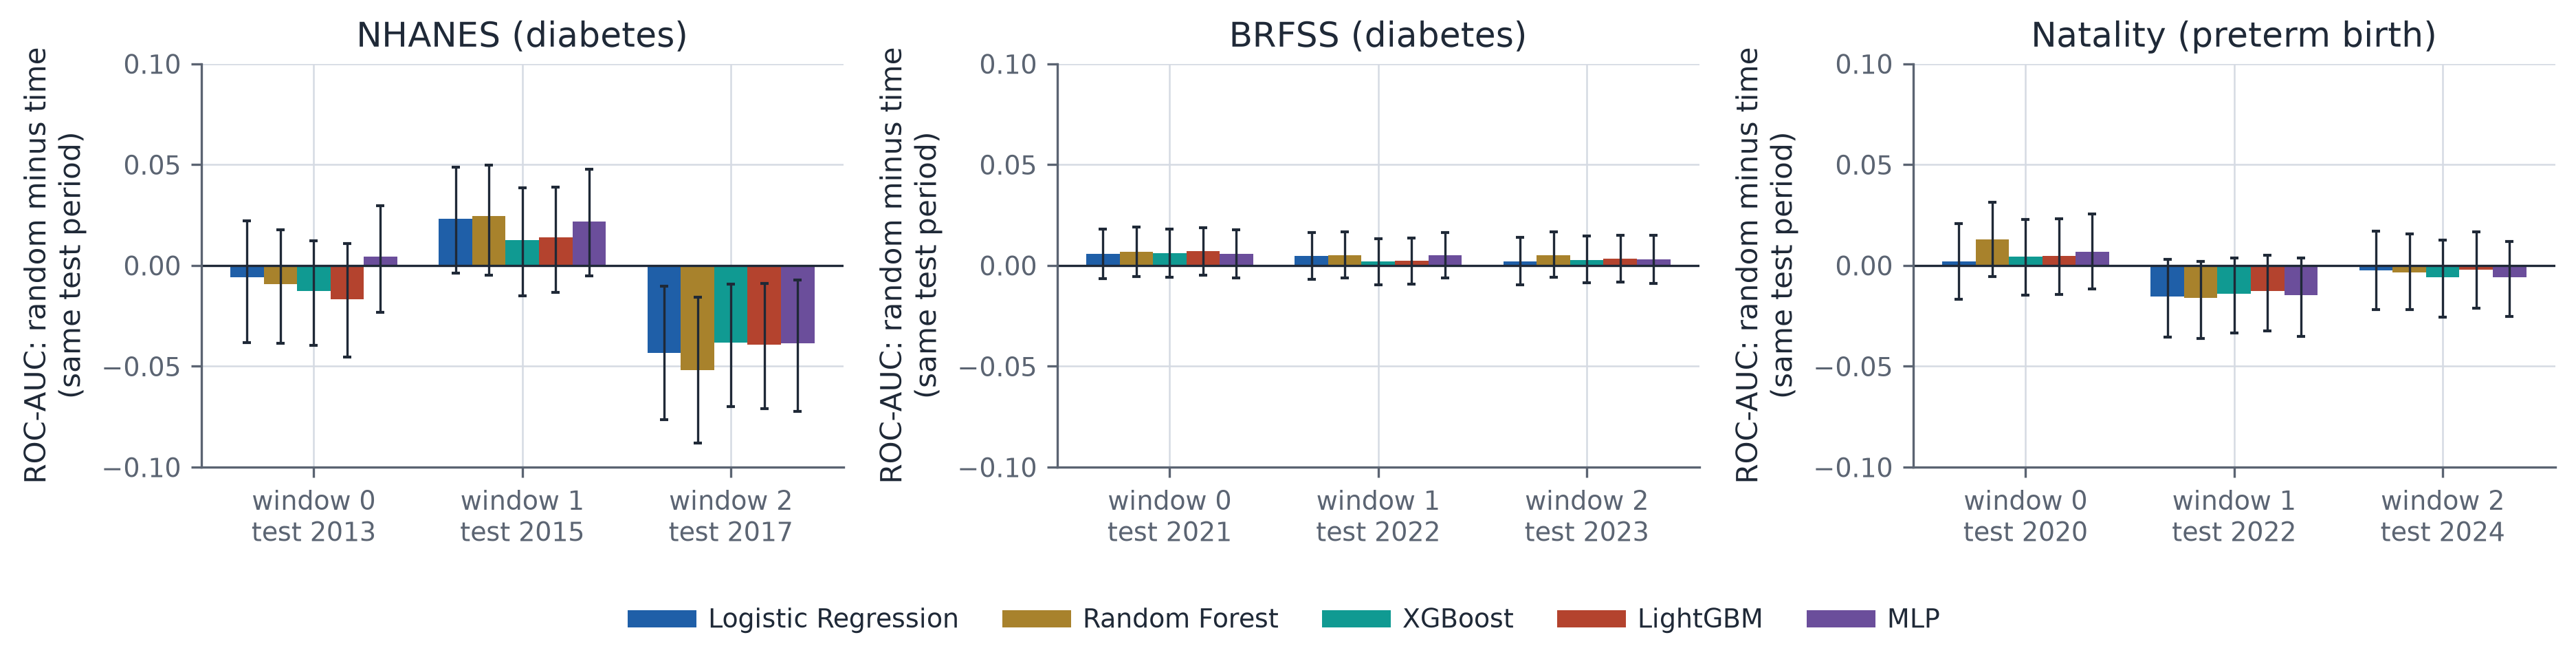 NHANES (diabetes)
ROC-AUC: random minus time
(same test period)
0.10
0.05
0.00
−0.05
−0.10
window 0
test 2013
window 1
test 2015
window 2
test 2017
BRFSS (diabetes)
ROC-AUC: random minus time
(same test period)
0.10
0.05
0.00
−0.05
−0.10
window 0
test 2021
window 1
test 2022
window 2
test 2023
Natality (preterm birth)
ROC-AUC: random minus time
(same test period)
0.10
0.05
0.00
−0.05
−0.10
window 0
test 2020
window 1
test 2022
window 2
test 2024
Logistic Regression
Random Forest
XGBoost
LightGBM
MLP